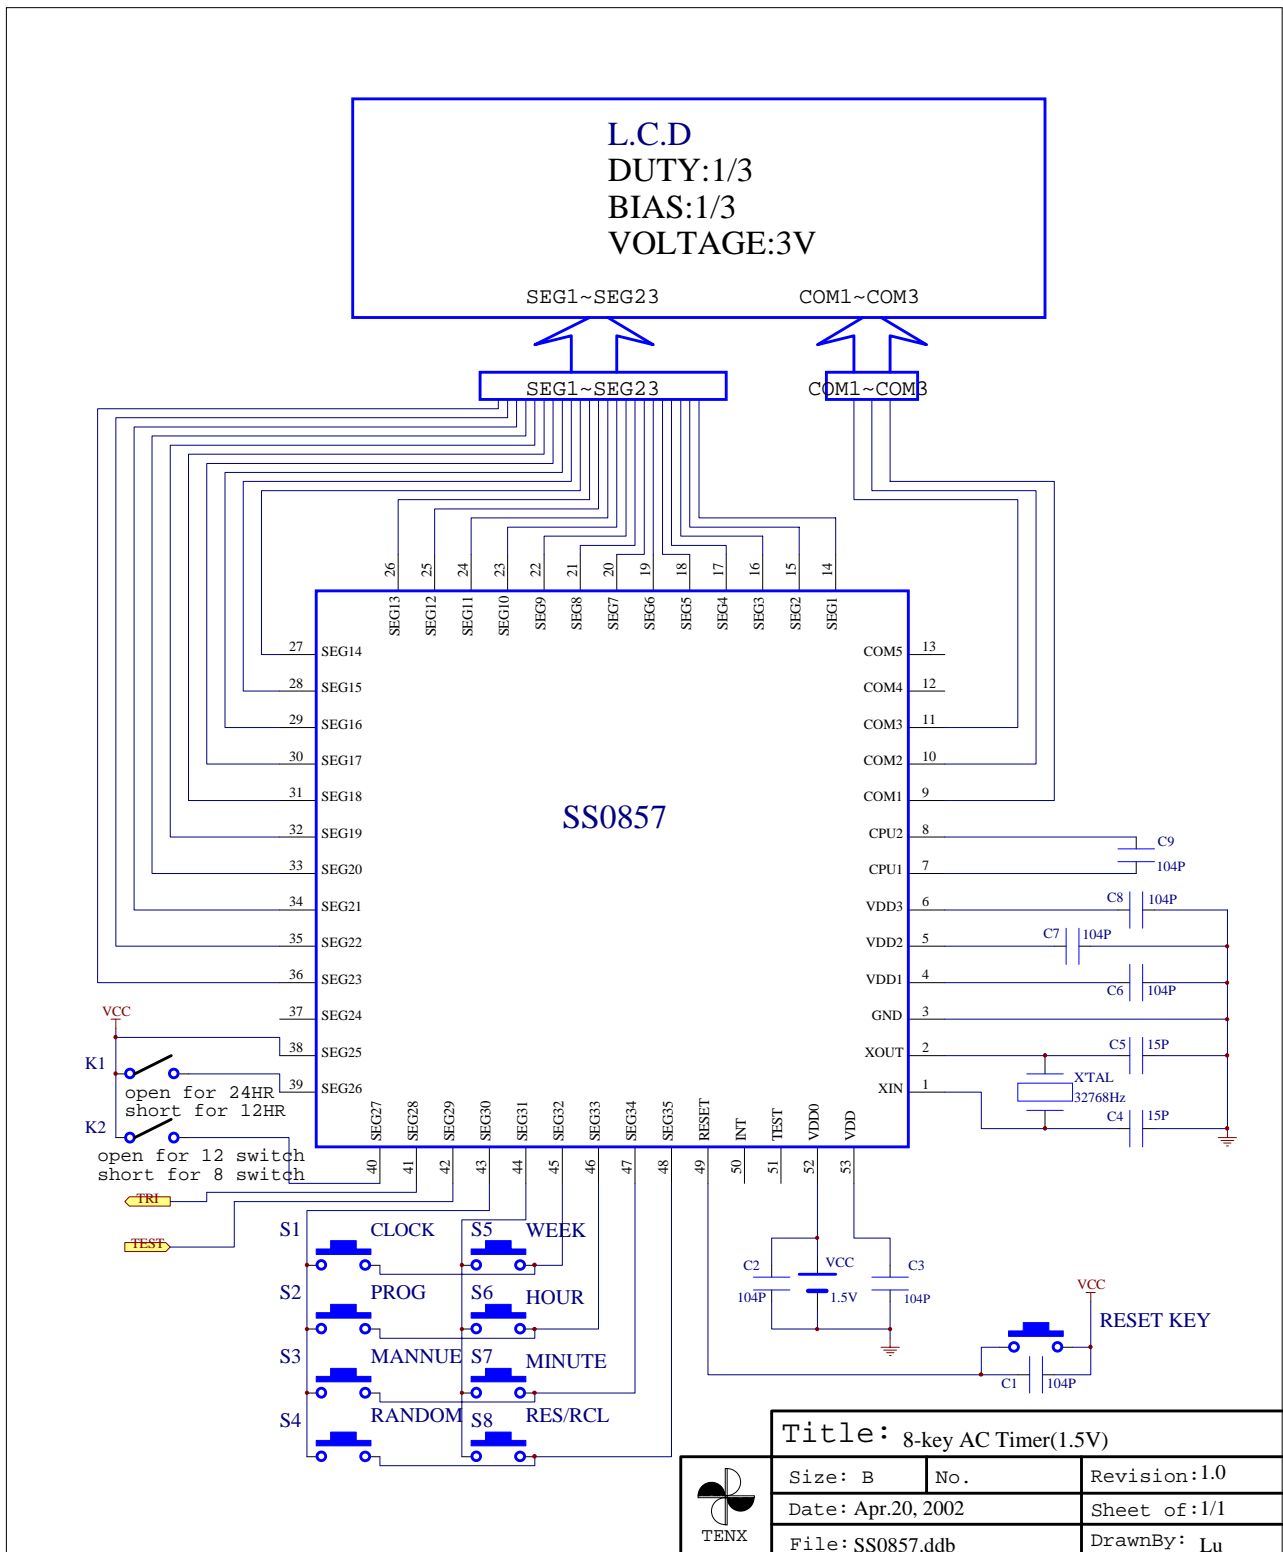 L.C.D
DUTY:1/3
BIAS:1/3
VOLTAGE:3V
SEG1~SEG23 COM1~COM3
SEG1~SEG23 COM1~COM3
26 25 24 23 22 21 20 19 18 17 16 15 14
SEG13 SEG12 SEG11 SEG10 SEG9 SEG8 SEG7 SEG6 SEG5 SEG4 SEG3 SEG2 SEG1
27 SEG14 COM5 13
28 SEG15 COM4 12
29 SEG16 COM3 11
30 SEG17 COM2 10
31 SEG18 COM1 9
SS0857
32 SEG19 CPU2 8
C9
104P
33 SEG20 CPU1 7
34 SEG21 VDD3 6 C8 104P
35 SEG22 VDD2 5 C7 104P
36 SEG23 VDD1 4 C6 104P
37 SEG24 GND 3
VCC
38 SEG25 XOUT 2 C5 15P
K1
39 SEG26 XIN 1
X'TAL
32768Hz
C4 15P
open for 24HR
short for 12HR
K2
open for 12 switch
short for 8 switch
SEG27 SEG28 SEG29 SEG30 SEG31 SEG32 SEG33 SEG34 SEG35 RESET INT TEST VDD0 VDD
40 41 42 43 44 45 46 47 48 49 50 51 52 53
TRI
TEST
S1 CLOCK S5 WEEK
S2 PROG S6 HOUR
S3 MANNUE S7 MINUTE
S4 RANDOM S8 RES/RCL
C2 104P
VCC 1.5V
C3 104P
VCC
RESET KEY
C1 104P
Title: 8-key AC Timer(1.5V)
Size: B No. Revision:1.0
Date: Apr.20, 2002 Sheet of:1/1
TENX
File: SS0857.ddb DrawnBy: Lu